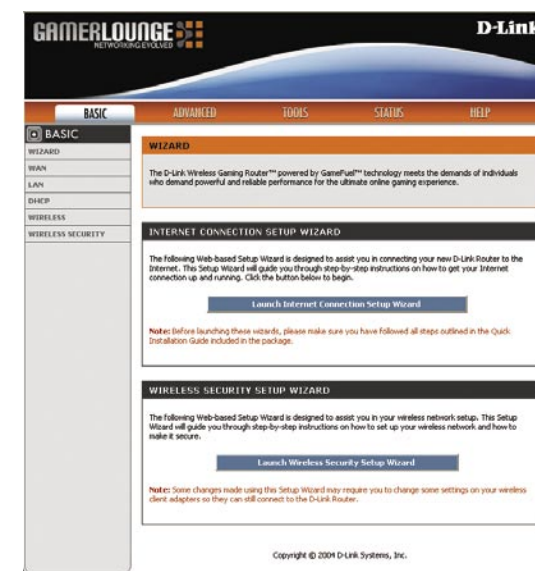 GAMERLOUNGE
NETWORKING EVOLVED
D-Link
BASIC
ADVANCED
TOOLS
STATUS
HELP
BASIC
WIZARD
WAN
LAN
DHCP
WIRELESS
WIRELESS SECURITY
WIZARD
The D-Link Wireless Gaming Router™ powered by GameFuel™ technology meets the demands of individuals
who demand powerful and reliable performance for the ultimate online gaming experience.
INTERNET CONNECTION SETUP WIZARD
The following Web-based Setup Wizard is designed to assist you in connecting your new D-Link Router to the
Internet. This Setup Wizard will guide you through step-by-step instructions on how to get your Internet
connection up and running. Click the button below to begin.
Launch Internet Connection Setup Wizard
Note: Before launching these wizards, please make sure you have followed all steps outlined in the Quick
Installation Guide included in the package.
WIRELESS SECURITY SETUP WIZARD
The following Web-based Setup Wizard is designed to assist you in your wireless network setup. This Setup
Wizard will guide you through step-by-step instructions on how to set up your wireless network and how to
make it secure.
Launch Wireless Security Setup Wizard
Note: Some changes made using this Setup Wizard may require you to change some settings on your wireless
client adapters so they can still connect to the D-Link Router.
Copyright © 2004 D-Link Systems, Inc.